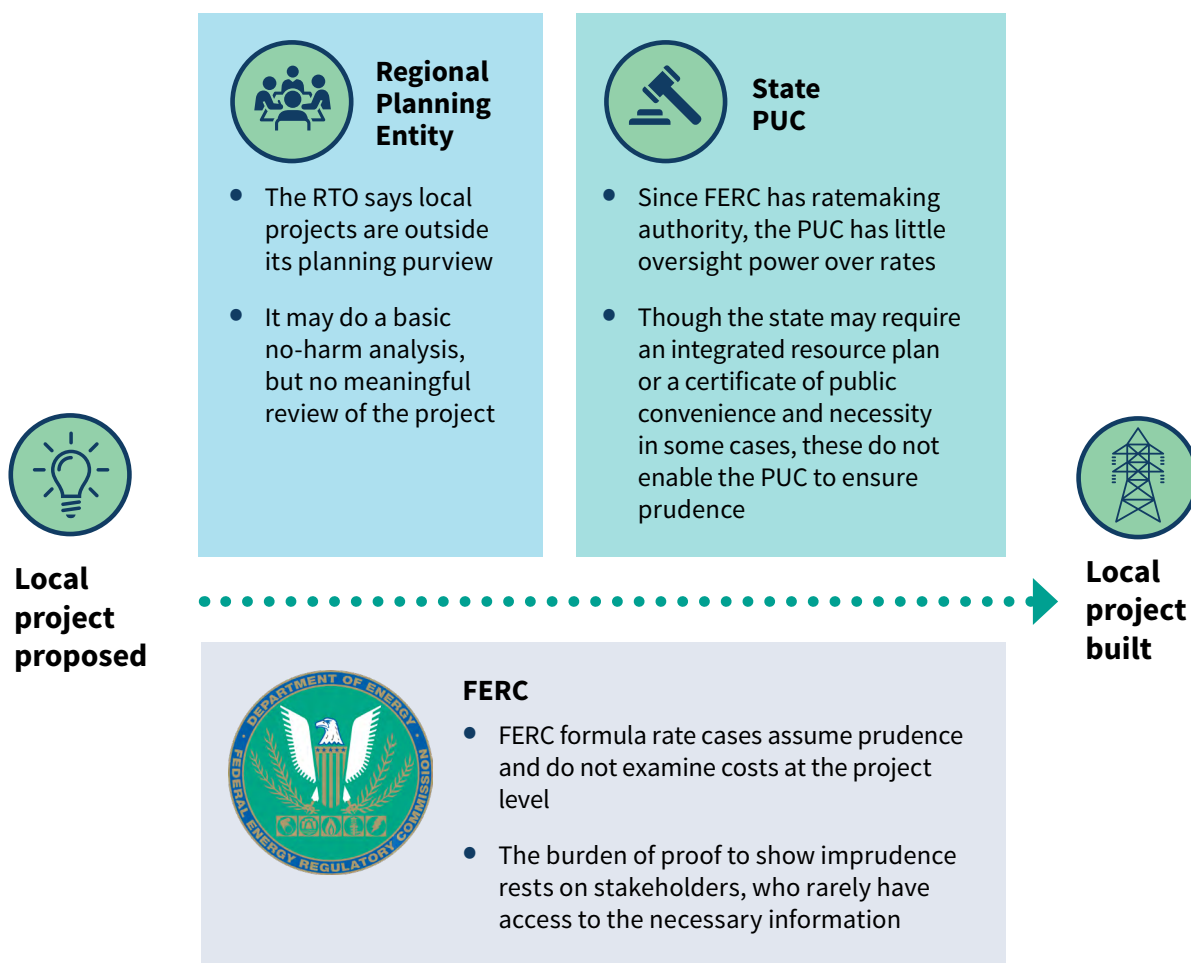 Regional
Planning
Entity
• The RTO says local
projects are outside
its planning purview
• It may do a basic
no-harm analysis,
but no meaningful
review of the project
State
PUC
• Since FERC has ratemaking
authority, the PUC has little
oversight power over rates
• Though the state may require
an integrated resource plan
or a certificate of public
convenience and necessity
in some cases, these do not
enable the PUC to ensure
prudence
Local
project
proposed
Local
project
built
DEPARTMENT OF ENERGY
FEDERAL ENERGY REGULATORY COMMISSION
FERC
• FERC formula rate cases assume prudence
and do not examine costs at the project
level
• The burden of proof to show imprudence
rests on stakeholders, who rarely have
access to the necessary information